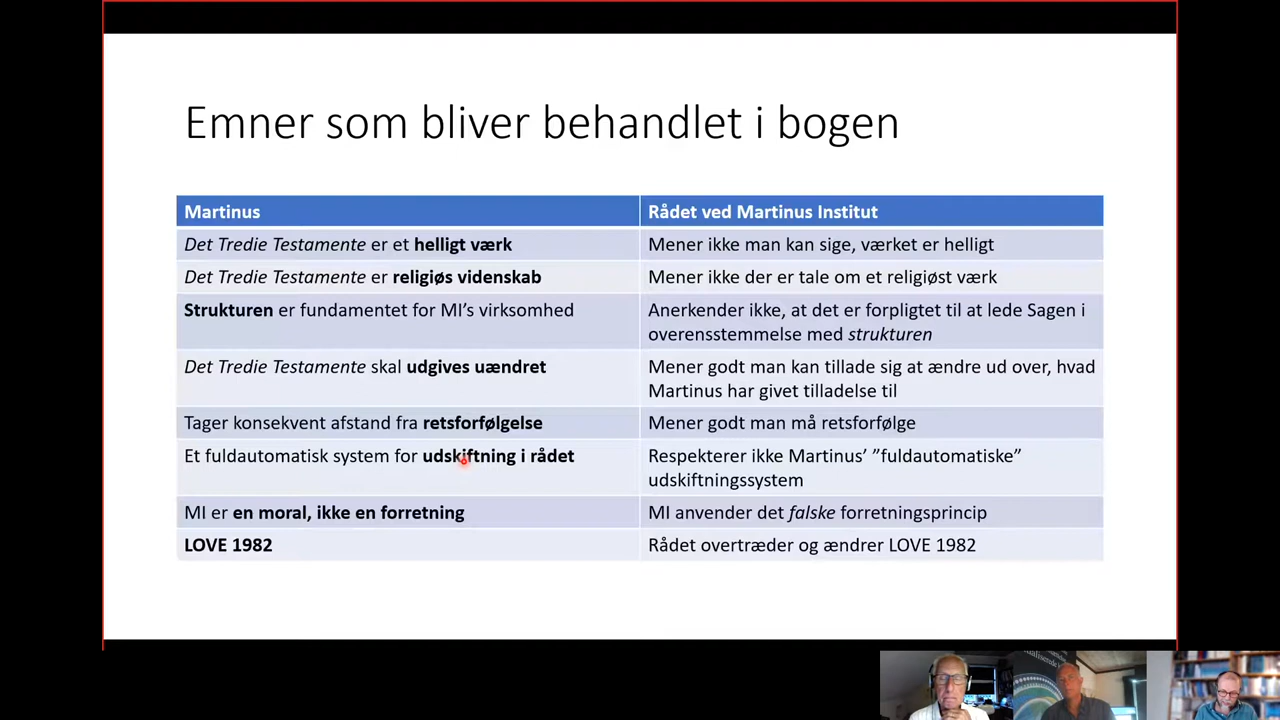 Emner som bliver behandlet i bogen
Martinus
Rådet ved Martinus Institut
Det Tredie Testamente er et helligt værk
Mener ikke man kan sige, værket er helligt
Det Tredie Testamente er religiøs videnskab
Mener ikke der er tale om et religiøst værk
Strukturen er fundamentet for MI's virksomhed
Anerkender ikke, at det er forpligtet til at lede Sagen i
overensstemmelse med strukturen
Det Tredie Testamente skal udgives uændret
Mener godt man kan tillade sig at ændre ud over, hvad
Martinus har givet tilladelse til
Tager konsekvent afstand fra retsforfølgelse
Mener godt man må retsforfølge
Et fuldautomatisk system for udskiftning i rådet
Respekterer ikke Martinus' ”fuldautomatiske”
udskiftningssystem
MI er en moral, ikke en forretning
MI anvender det falske forretningsprincip
LOVE 1982
Rådet overtræder og ændrer LOVE 1982